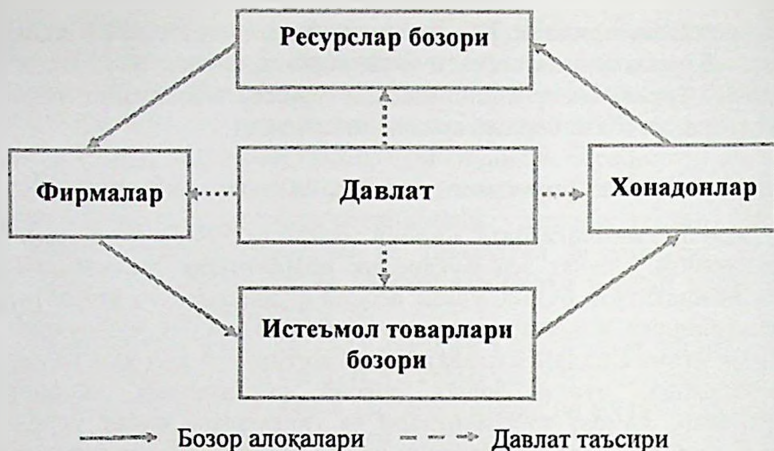 Ресурслар бозори
Фирмалар
Давлат
Хонадонлар
Истеъмол товарлари
бозори
Бозор алоқалари
Давлат таъсири